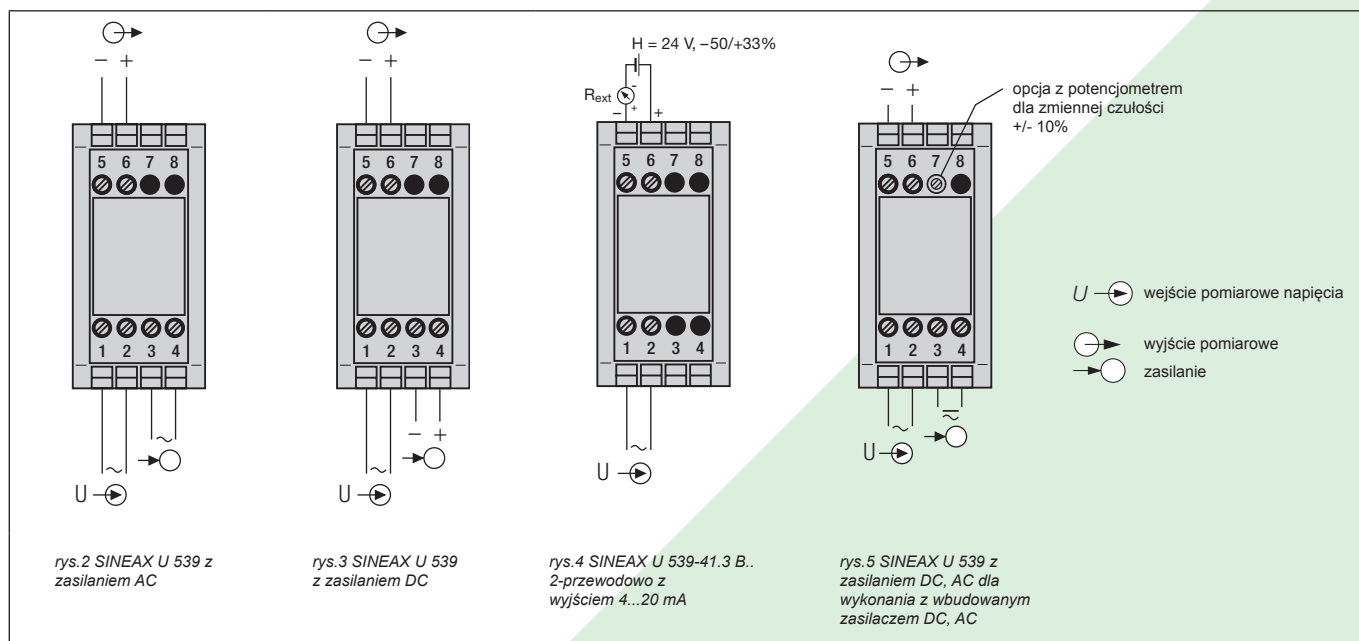 − +
5 6 7 8
1 2 3 4
~
~
U
rys.2 SINEAX U 539 z
zasilaniem AC
− +
5 6 7 8
1 2 3 4
− +
~
U
rys.3 SINEAX U 539
z zasilaniem DC
H = 24 V, −50/+33%
Rext
-
+
− +
5 6 7 8
1 2 3 4
~
U
rys.4 SINEAX U 539-41.3 B..
2-przewodowo z
wyjściem 4...20 mA
− +
opcja z potencjometrem
dla zmiennej czułości
+/- 10%
5 6 7 8
1 2 3 4
~
U
rys.5 SINEAX U 539 z
zasilaniem DC, AC dla
wykonania z wbudowanym
zasilaczem DC, AC
U wejście pomiarowe napięcia
wyjście pomiarowe
zasilanie